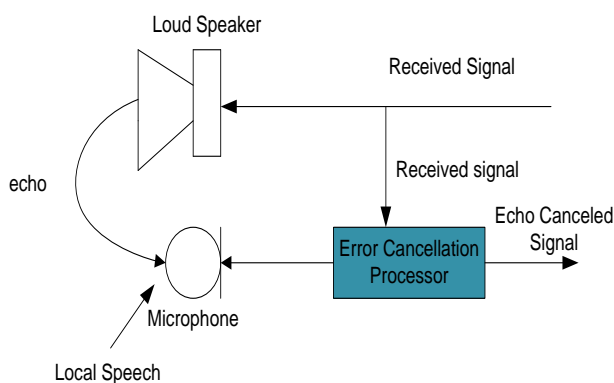 Loud Speaker
Received Signal
Received signal
echo
Echo Canceled
Signal
Error Cancellation
Processor
Microphone
Local Speech